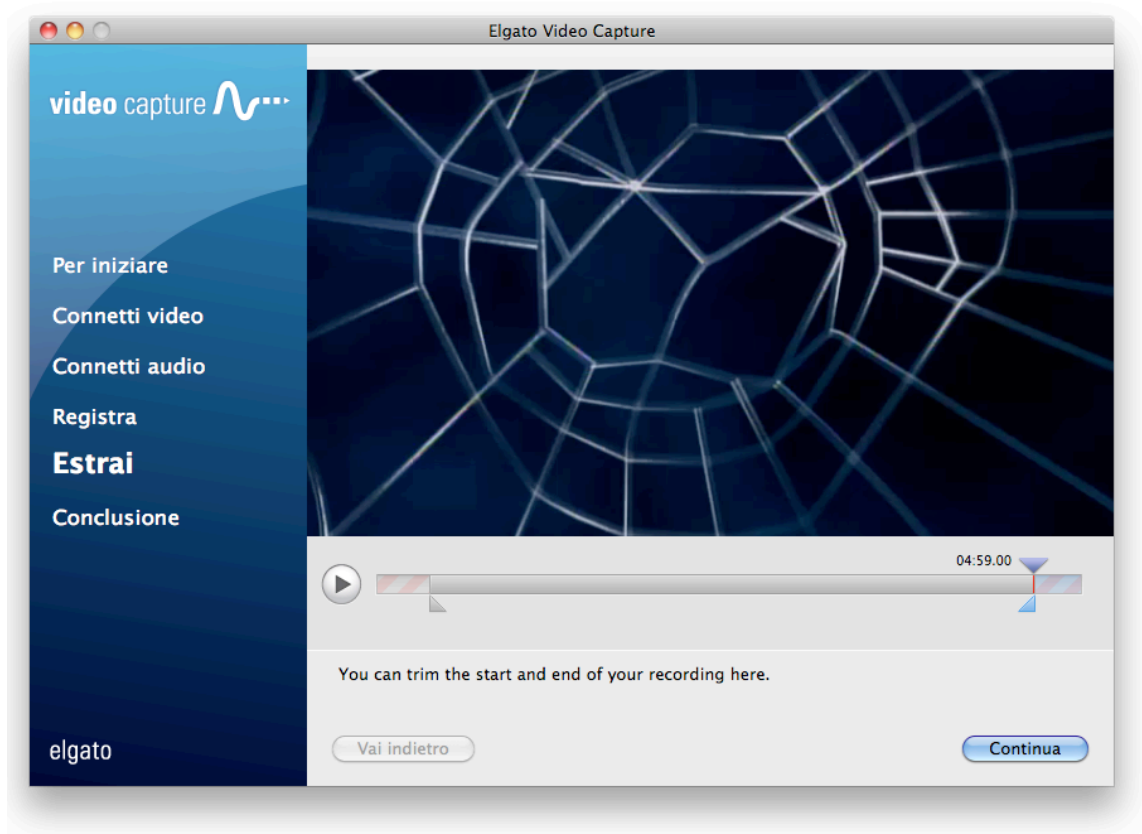 Elgato Video Capture
video capture
Per iniziare
Connetti video
Connetti audio
Registra
Estrai
Conclusione
elgato
04:59.00
You can trim the start and end of your recording here.
Vai indietro
Continua